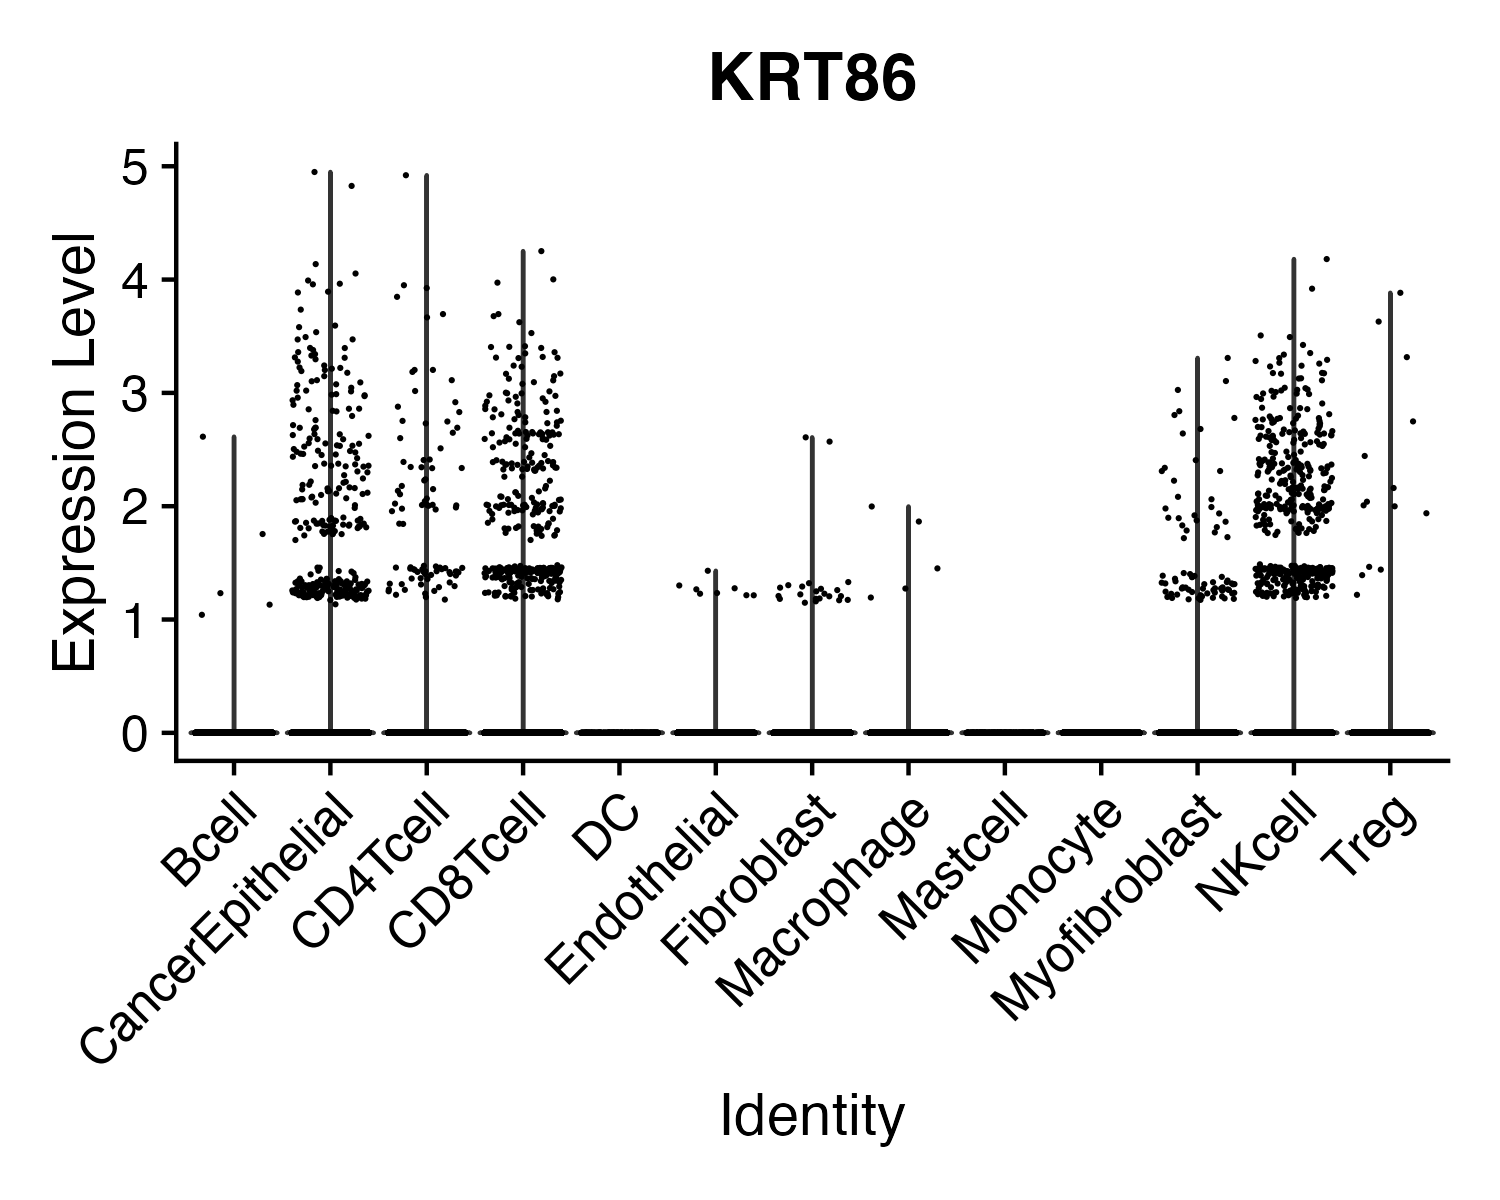 KRT86
Expression Level
5
4
3
2
1
0
Bcell
CancerEpithelial
CD4Tcell
CD8Tcell
DC
Endothelial
Fibroblast
Macrophage
Mastcell
Monocyte
Myofibroblast
NKcell
Treg
Identity